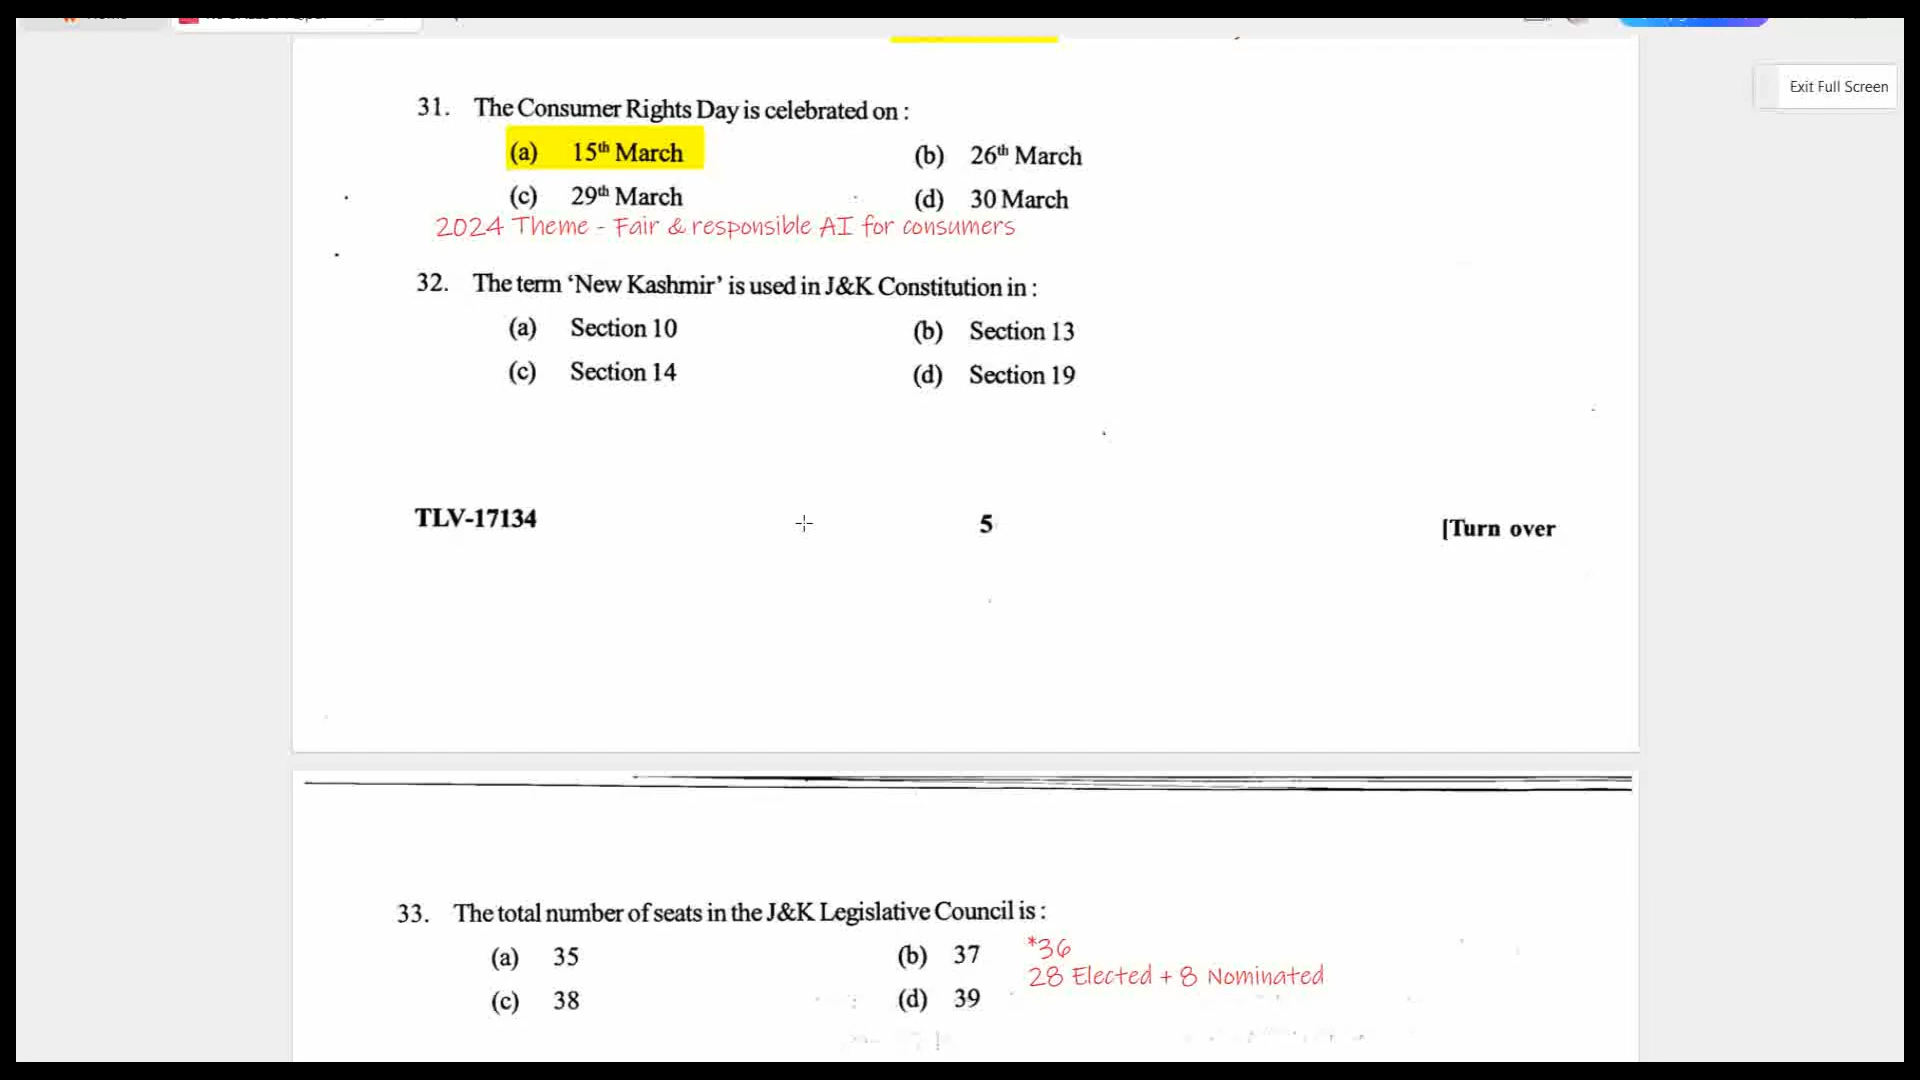 Exit Full Screen
31. The Consumer Rights Day is celebrated on :
(a) 15th March (b) 26th March
(c) 29th March (d) 30 March
2024 Theme - Fair & responsible AI for consumers
32. The term ‘New Kashmir’ is used in J&K Constitution in :
(a) Section 10 (b) Section 13
(c) Section 14 (d) Section 19
TLV-17134 5 [Turn over
33. The total number of seats in the J&K Legislative Council is :
(a) 35 (b) 37 *36
28 Elected + 8 Nominated
(c) 38 (d) 39